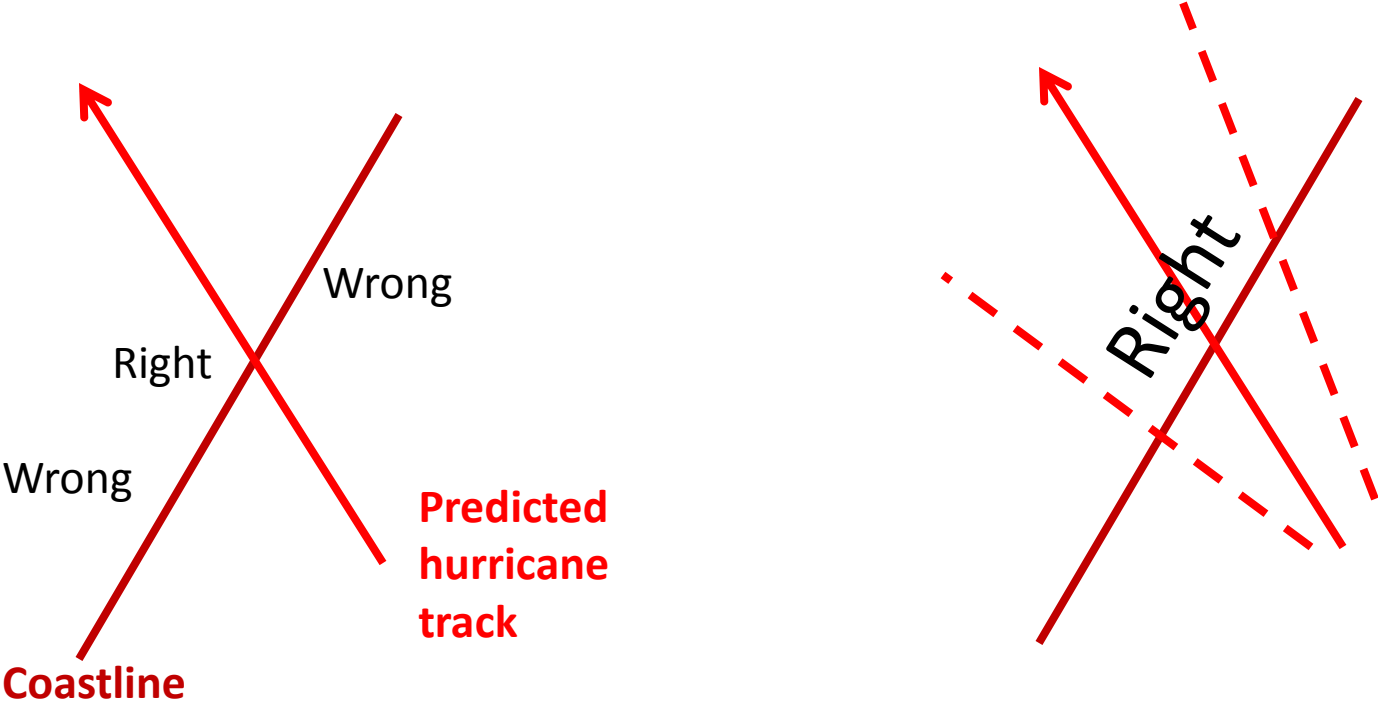 Wrong
Right
Wrong
Predicted
hurricane
track
Coastline
Right